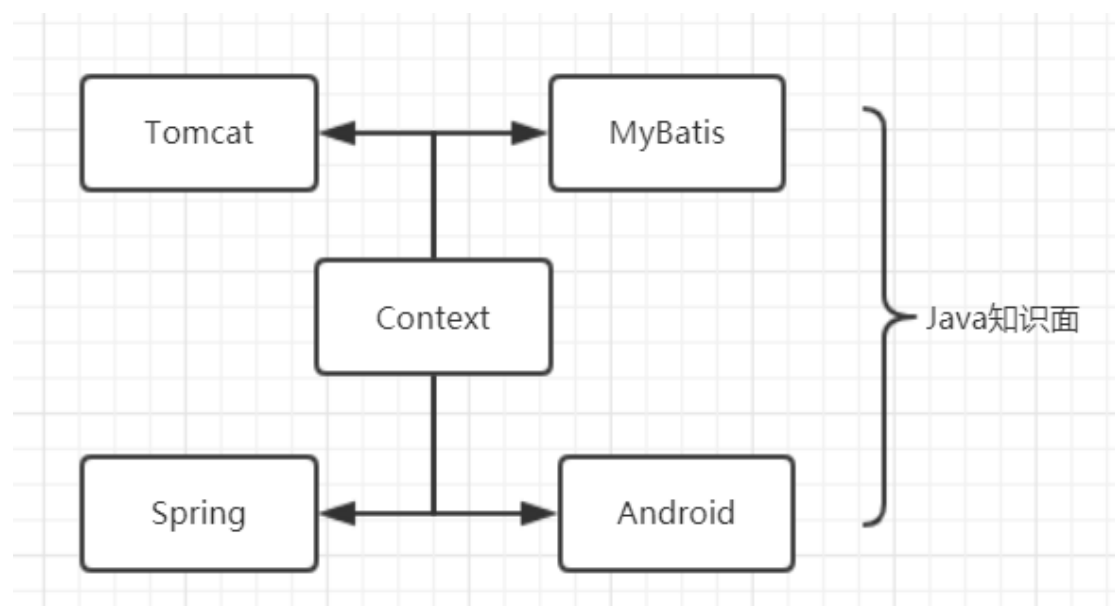 Tomcat
MyBatis
Context
Java知识面
Spring
Android